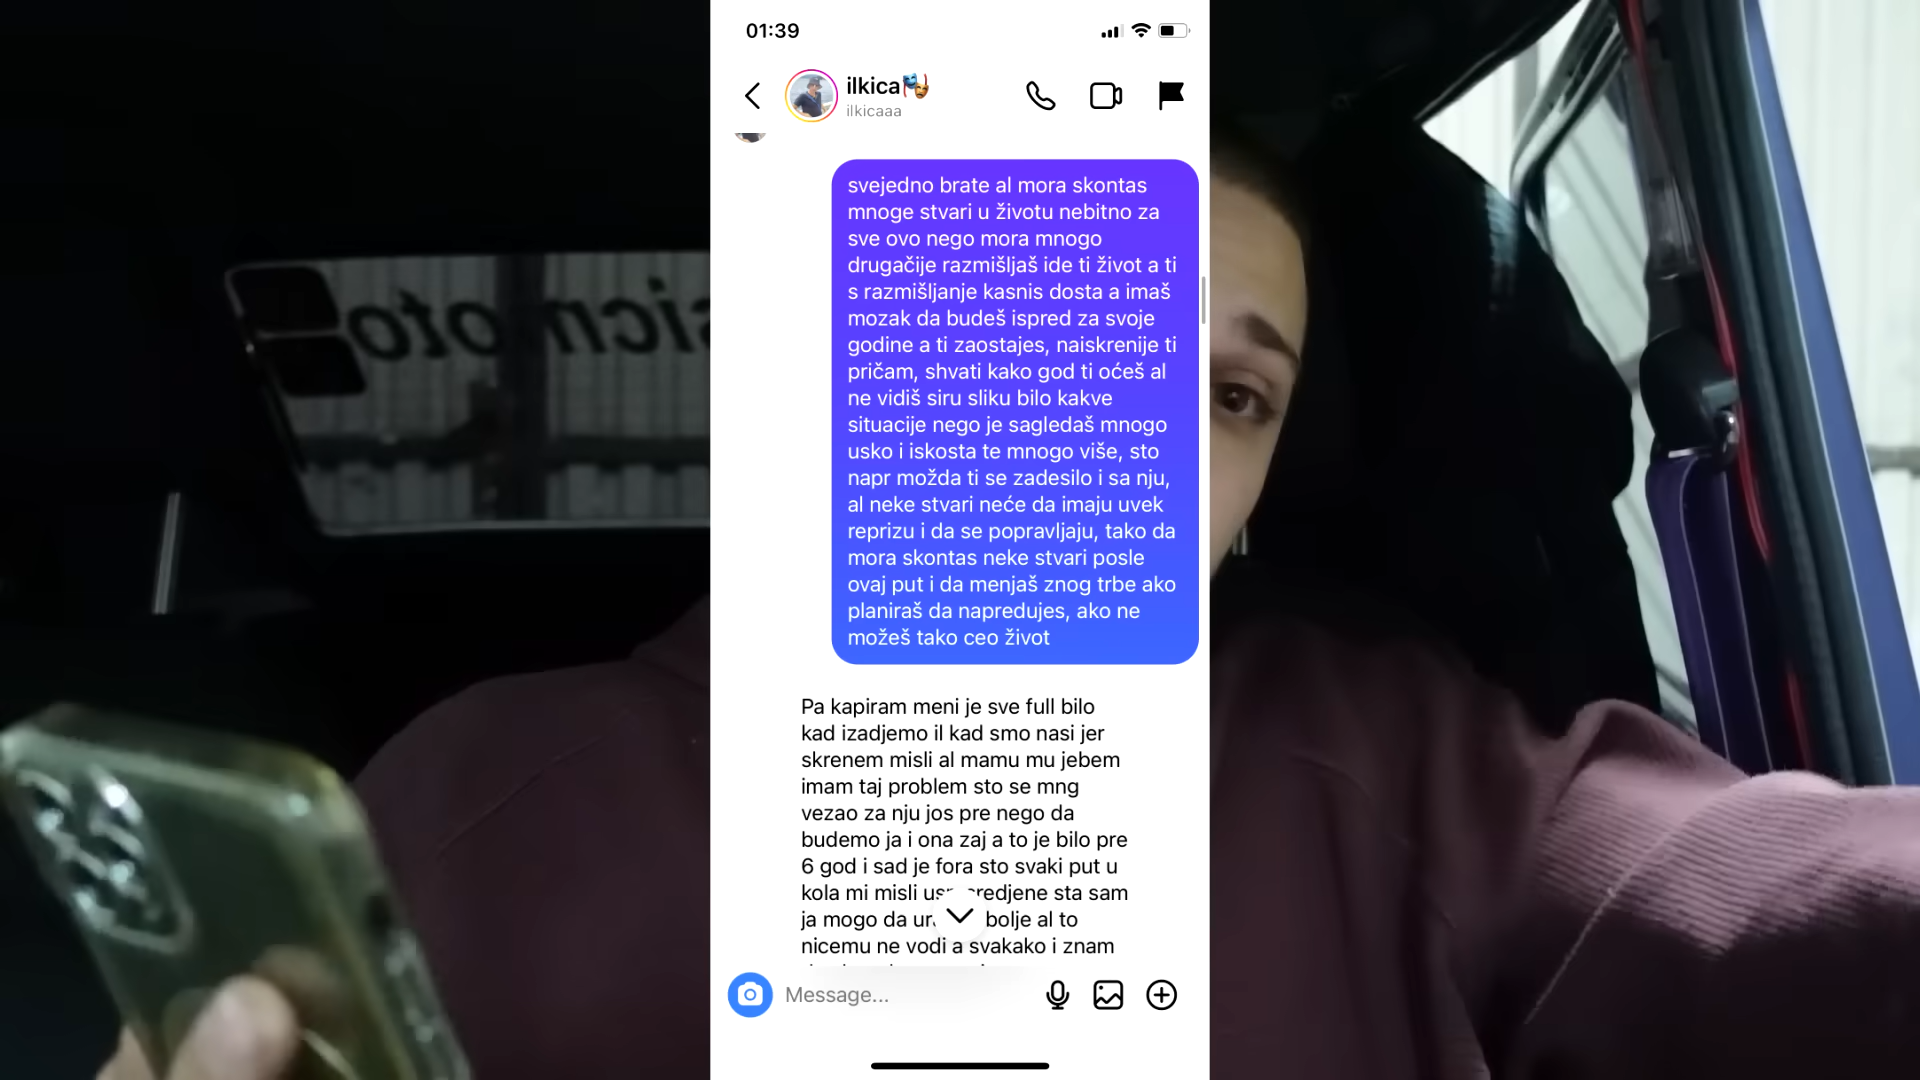 01:39
ilkica🎭
ilkicaaa
svejedno brate al mora skontas
mnoge stvari u životu nebitno za
sve ovo nego mora mnogo
drugačije razmišljaš ide ti život a ti
s razmišljanje kasnis dosta a imaš
mozak da budeš ispred za svoje
godine a ti zaostajes, naiskrenije ti
pričam, shvati kako god ti oćeš al
ne vidiš siru sliku bilo kakve
situacije nego je sagledaš mnogo
usko i iskosta te mnogo više, sto
napr možda ti se zadesilo i sa nju,
al neke stvari neće da imaju uvek
reprizu i da se popravljaju, tako da
mora skontas neke stvari posle
ovaj put i da menjaš znog trbe ako
planiraš da napredujes, ako ne
možeš tako ceo život
Pa kapiram meni je sve full bilo
kad izadjemo il kad smo nasi jer
skrenem misli al mamu mu jebem
imam taj problem sto se mng
vezao za nju jos pre nego da
budemo ja i ona zaj a to je bilo pre
6 god i sad je fora sto svaki put u
kola mi misli sta sam
ja mogo da bolje al to
nicemu ne vodi a svakako i znam
Message...